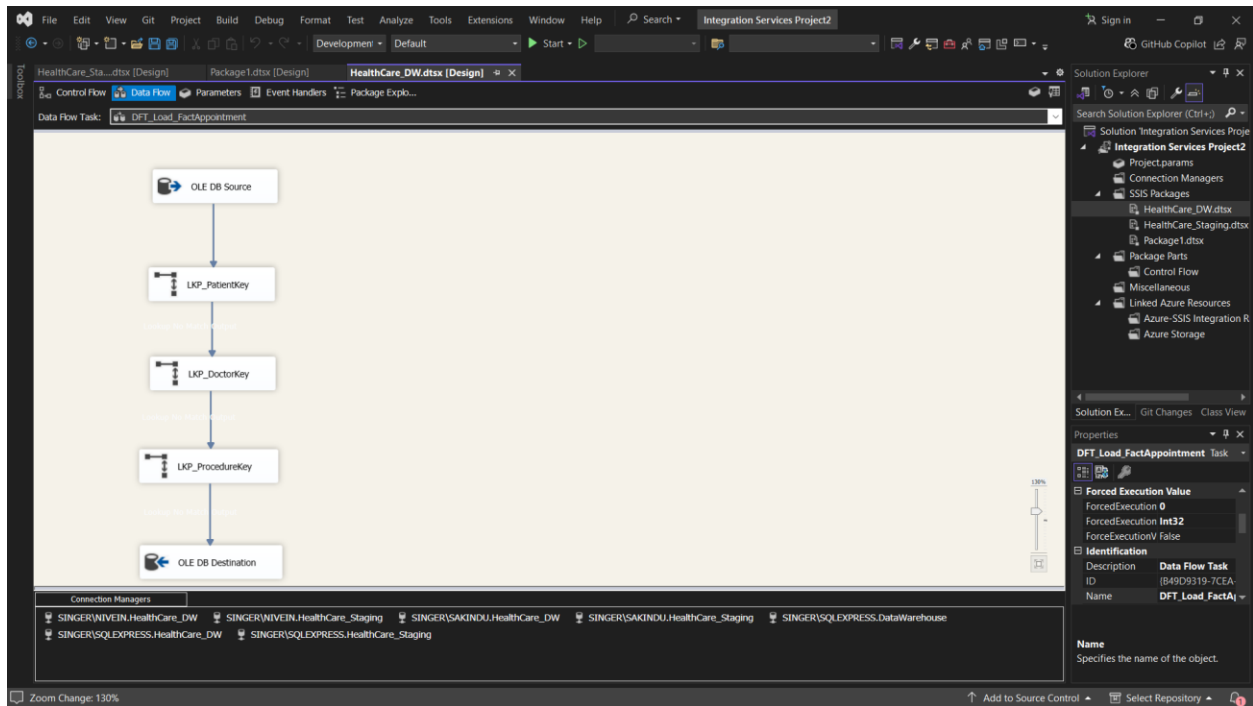 File Edit View Git Project Build Debug Format Test Analyze Tools Extensions Window Help Search Integration Services Project2 Sign in
Development Default Start GitHub Copilot
Toolbox
HealthCare_Sta....dtsx [Design] Package1.dtsx [Design] HealthCare_DW.dtsx [Design]
Control Flow Data Flow Parameters Event Handlers Package Explo...
Data Flow Task: DFT_Load_FactAppointment
OLE DB Source
LKP_PatientKey
LKP_DoctorKey
LKP_ProcedureKey
OLE DB Destination
130%
Connection Managers
SINGER\NIVEIN.HealthCare_DW SINGER\NIVEIN.HealthCare_Staging SINGER\SAKINDU.HealthCare_DW SINGER\SAKINDU.HealthCare_Staging SINGER\SQLEXPRESS.DataWarehouse
SINGER\SQLEXPRESS.HealthCare_DW SINGER\SQLEXPRESS.HealthCare_Staging
Solution Explorer
Search Solution Explorer (Ctrl+;)
Solution 'Integration Services Proje
Integration Services Project2
Project.params
Connection Managers
SSIS Packages
HealthCare_DW.dtsx
HealthCare_Staging.dtsx
Package1.dtsx
Package Parts
Control Flow
Miscellaneous
Linked Azure Resources
Azure-SSIS Integration R
Azure Storage
Solution Ex... Git Changes Class View
Properties
DFT_Load_FactAppointment Task
Forced Execution Value
ForcedExecution 0
ForcedExecution Int32
ForceExecutionV False
Identification
Description Data Flow Task
ID {B49D9319-7CEA-
Name DFT_Load_FactA
Name
Specifies the name of the object.
Zoom Change: 130% Add to Source Control Select Repository 1